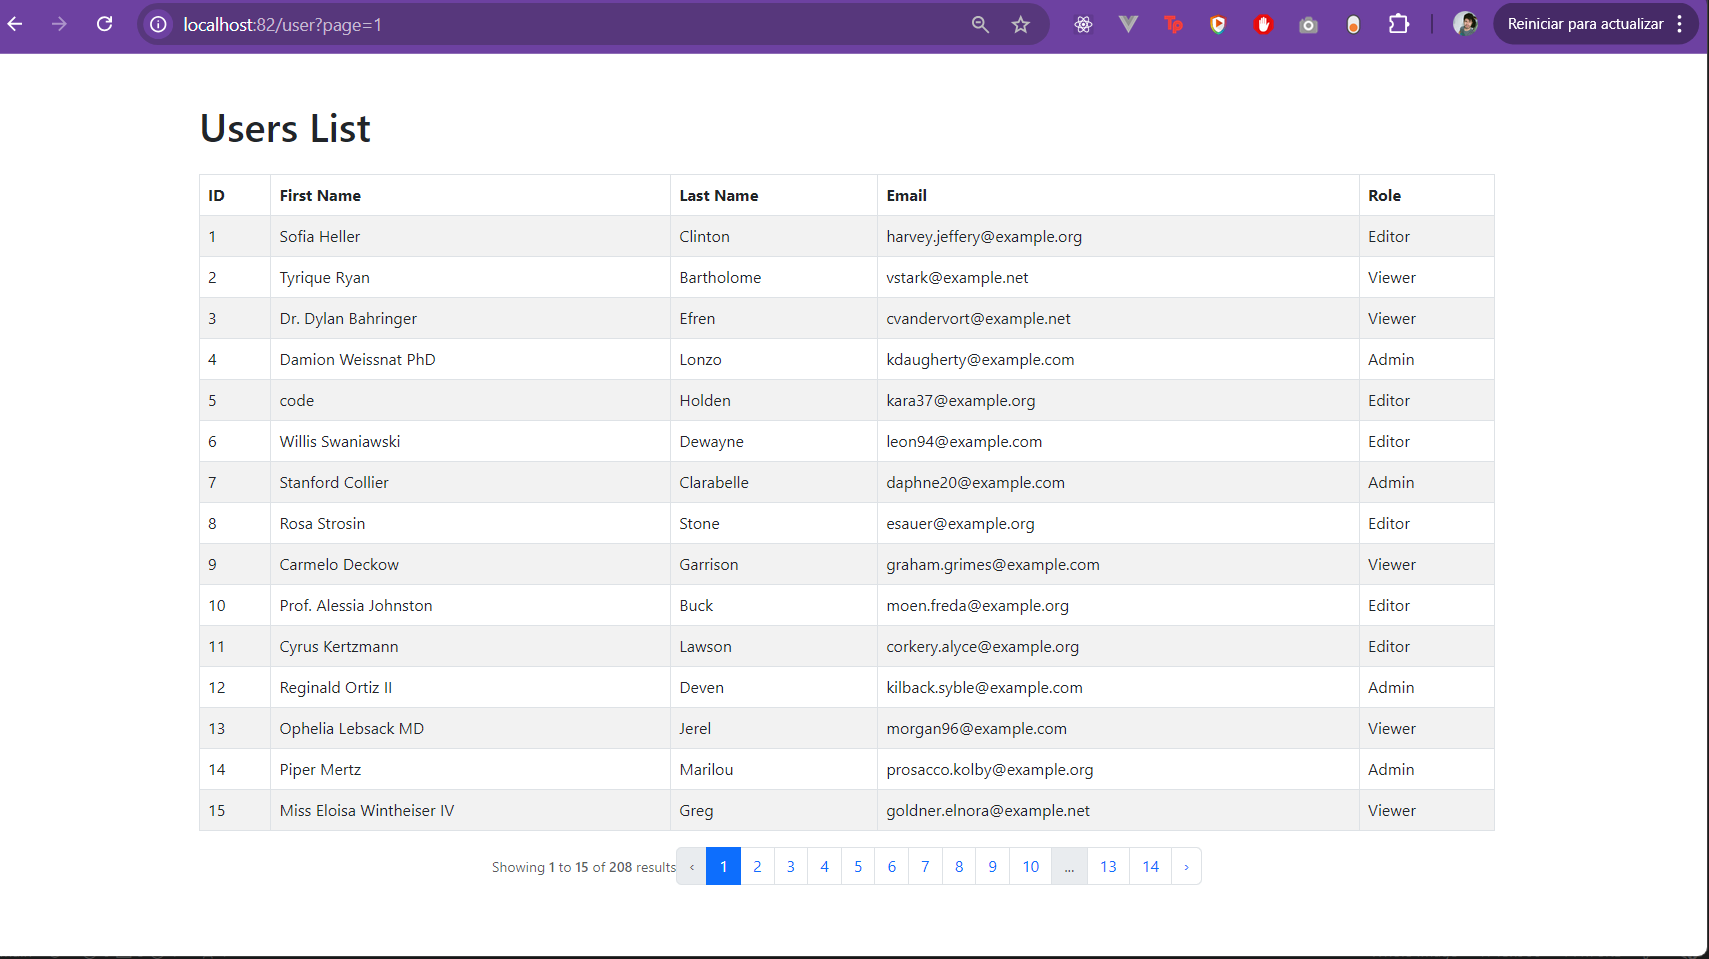 localhost:82/user?page=1
Tp
Reiniciar para actualizar
Users List
ID First Name Last Name Email Role
1 Sofia Heller Clinton harvey.jeffery@example.org Editor
2 Tyrique Ryan Bartholome vstark@example.net Viewer
3 Dr. Dylan Bahringer Efren cvandervort@example.net Viewer
4 Damion Weissnat PhD Lonzo kdaugherty@example.com Admin
5 code Holden kara37@example.org Editor
6 Willis Swaniawski Dewayne leon94@example.com Editor
7 Stanford Collier Clarabelle daphne20@example.com Admin
8 Rosa Strosin Stone esauer@example.org Editor
9 Carmelo Deckow Garrison graham.grimes@example.com Viewer
10 Prof. Alessia Johnston Buck moen.freda@example.org Editor
11 Cyrus Kertzmann Lawson corkery.alyce@example.org Editor
12 Reginald Ortiz II Deven kilback.syble@example.com Admin
13 Ophelia Lebsack MD Jerel morgan96@example.com Viewer
14 Piper Mertz Marilou prosacco.kolby@example.org Admin
15 Miss Eloisa Wintheiser IV Greg goldner.elnora@example.net Viewer
Showing 1 to 15 of 208 results ‹ 1 2 3 4 5 6 7 8 9 10 ... 13 14 ›